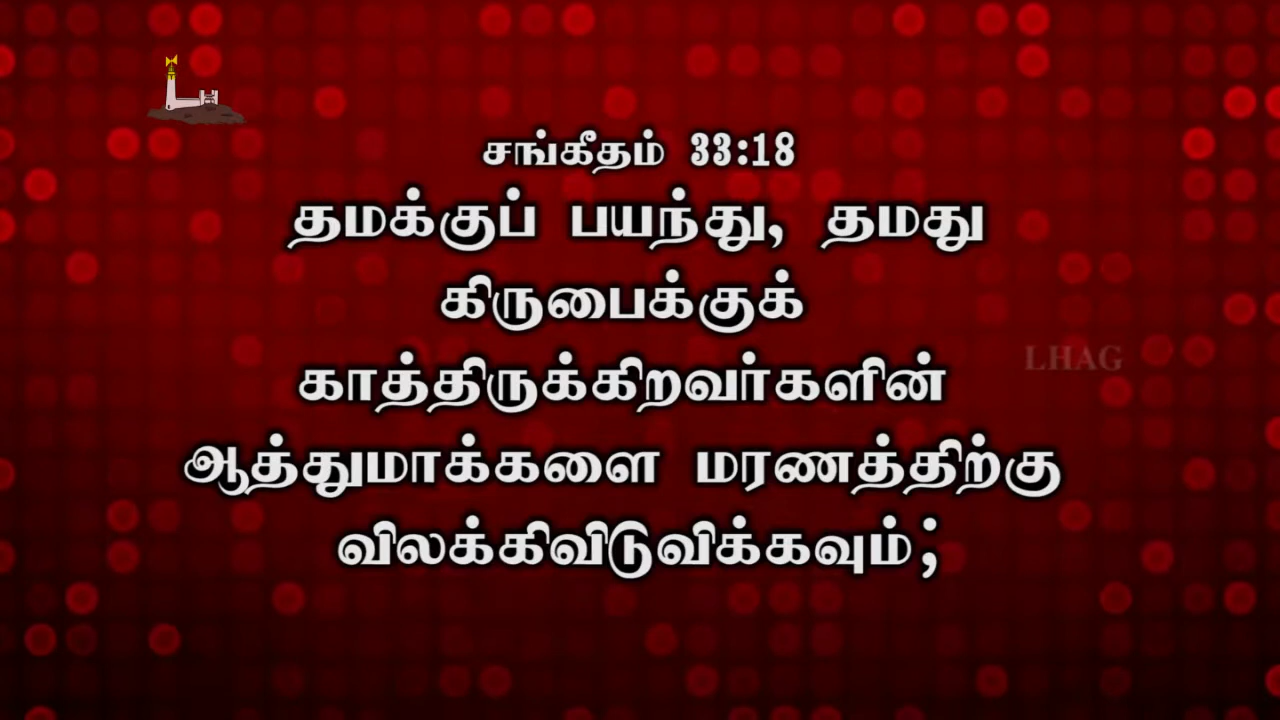 சங்கீதம் 33:18
தமக்குப் பயந்து, தமது
கிருபைக்குக்
காத்திருக்கிறவர்களின்
ஆத்துமாக்களை மரணத்திற்கு
விலக்கிவிடுவிக்கவும்;
LHAG